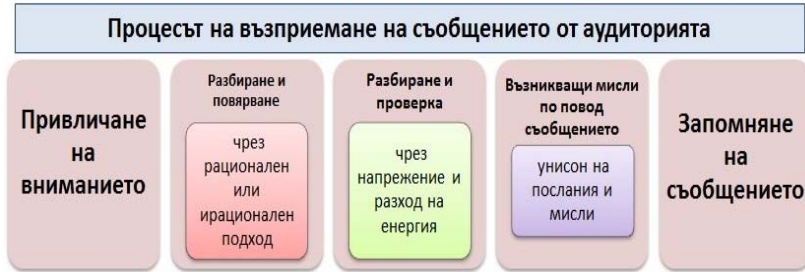 Процесът на възприемане на съобщението от аудиторията
Привличане
на
вниманието
Разбиране и
повярване
чрез
рационален
или
ирационален
подход
Разбиране и
проверка
чрез
напрежение и
разход на
енергия
Възникващи мисли
по повод
съобщението
унисон на
послания и
мисли
Запомняне
на
съобщението